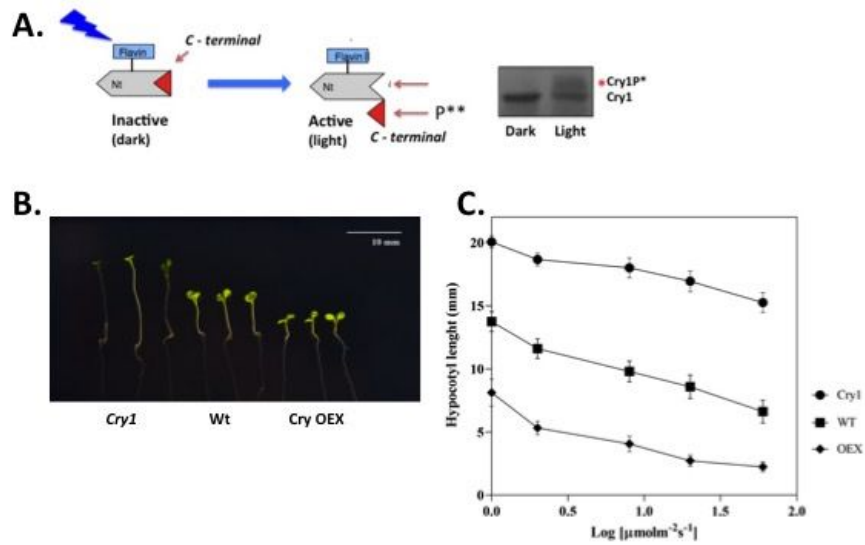 A.
C - terminal
Flavin
Nt
Inactive
(dark)
Nt
Active
(light)
P**
C - terminal
*Cry1P*
Cry1
Dark Light
B.
10 mm
Cry1 Wt Cry OEX
C.
20
15
10
5
0
Hypocotyl lenght (mm)
0.0 0.5 1.0 1.5 2.0
Log [µmolm-2s-1]
Cry1
WT
OEX